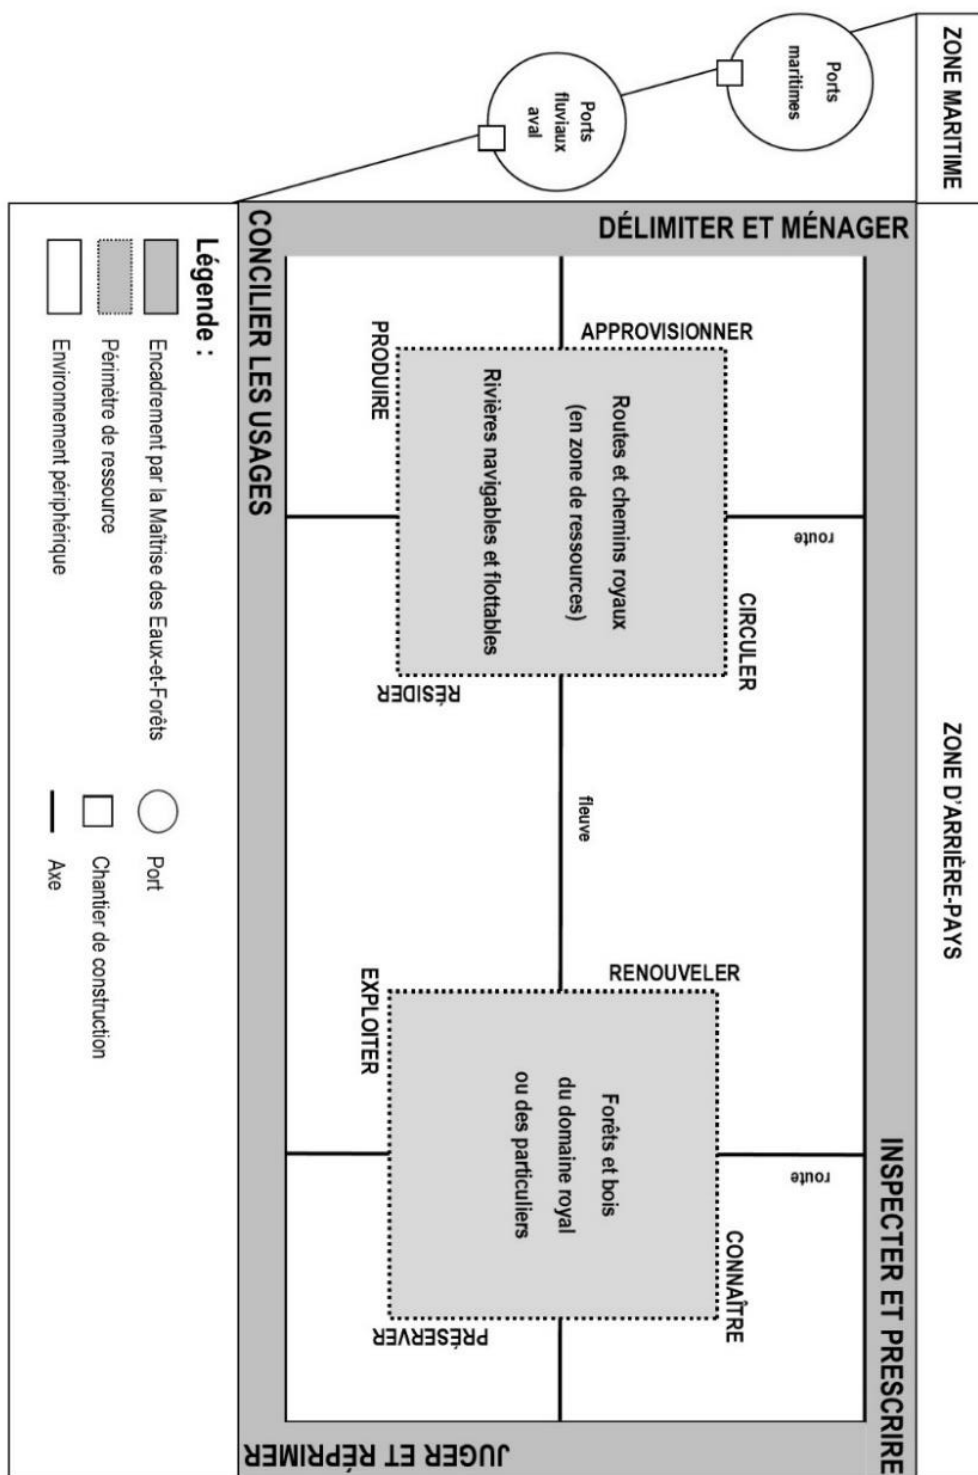 ZONE MARITIME
ZONE D'ARRIÈRE-PAYS
Ports
maritimes
Ports
fluviaux
aval
DÉLIMITER ET MÉNAGER
INSPECTER ET PRESCRIRE
JUGER ET RÉPRIMER
CONCILIER LES USAGES
APPROVISIONNER
CIRCULER
RÉSIDER
PRODUIRE
Routes et chemins royaux
(en zone de ressources)
Rivières navigables et flottables
route
fleuve
route
RENOUVELER
CONNAÎTRE
PRÉSERVER
EXPLOITER
Forêts et bois
du domaine royal
ou des particuliers
Légende :
Encadrement par la Maîtrise des Eaux-et-Forêts
Périmètre de ressource
Environnement périphérique
Port
Chantier de construction
Axe